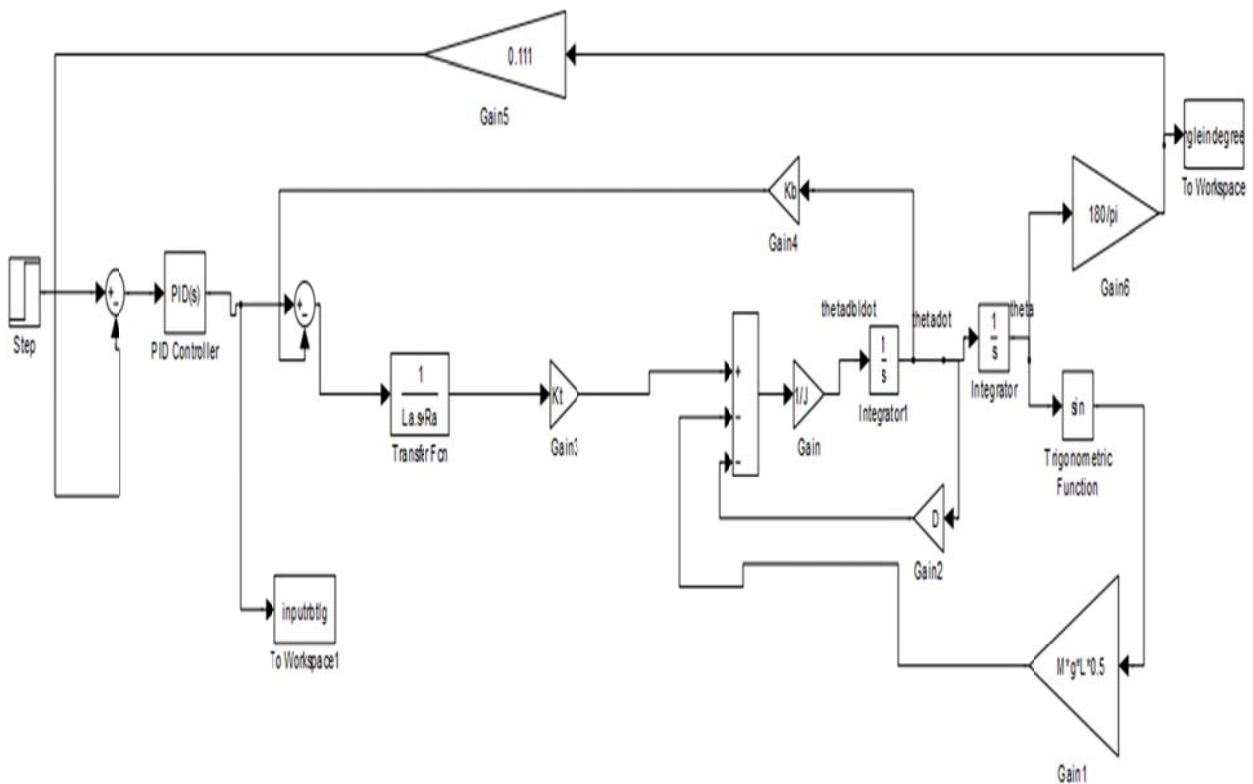 0.111
Gain5
ngleindegree
To Workspace
Kb
Gain4
180/pi
Gain6
Step
+
−
PID(s)
PID Controller
+
−
thetadbldot
thetadot
theta
1
La.s+Ra
Transfer Fcn
Kt
Gain3
+
−
−
1/J
Gain
1
s
Integrator1
1
s
Integrator
sin
Trigonometric
Function
D
Gain2
inputrbtlg
To Workspace1
M*g*L*0.5
Gain1